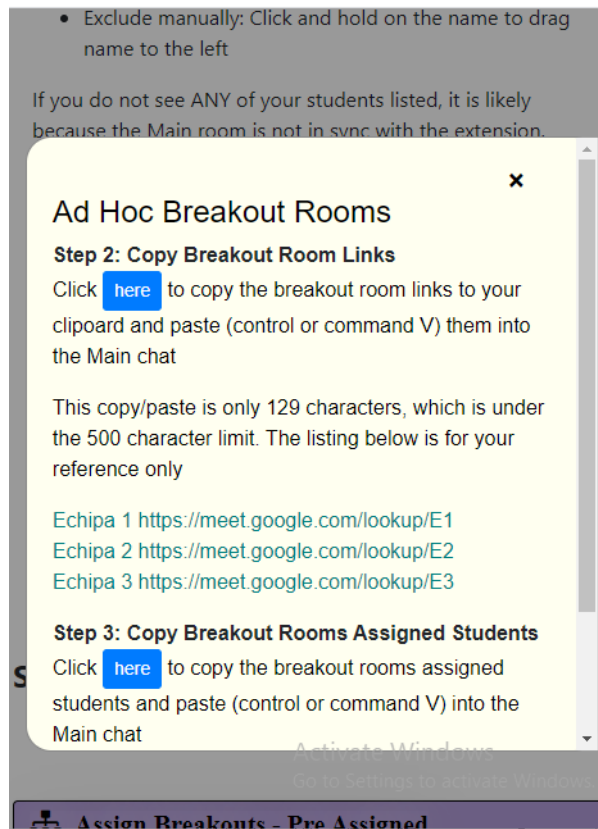 Exclude manually: Click and hold on the name to drag
name to the left
If you do not see ANY of your students listed, it is likely
because the Main room is not in sync with the extension.
×
Ad Hoc Breakout Rooms
Step 2: Copy Breakout Room Links
Click here to copy the breakout room links to your
clipoard and paste (control or command V) them into
the Main chat
This copy/paste is only 129 characters, which is under
the 500 character limit. The listing below is for your
reference only
Echipa 1 https://meet.google.com/lookup/E1
Echipa 2 https://meet.google.com/lookup/E2
Echipa 3 https://meet.google.com/lookup/E3
Step 3: Copy Breakout Rooms Assigned Students
Click here to copy the breakout rooms assigned
students and paste (control or command V) into the
Main chat
Activate Windows
Go to Settings to activate Windows.
Assign Breakouts - Pre Assigned